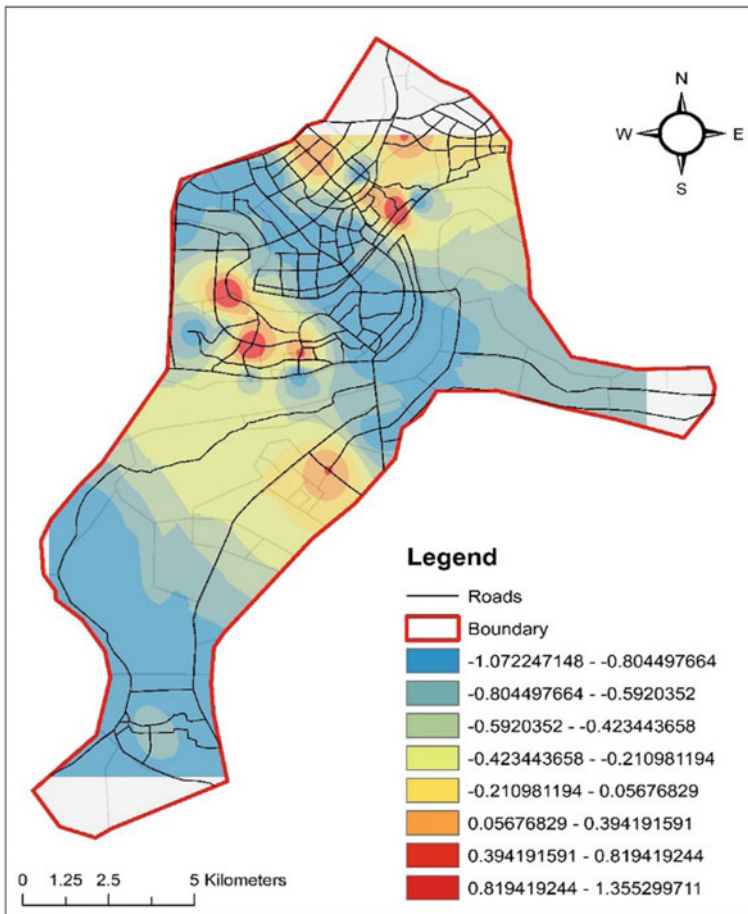 N
W E
S
Legend
Roads
Boundary
-1.072247148 - -0.804497664
-0.804497664 - -0.5920352
-0.5920352 - -0.423443658
-0.423443658 - -0.210981194
-0.210981194 - 0.05676829
0.05676829 - 0.394191591
0.394191591 - 0.819419244
0.819419244 - 1.355299711
0 1.25 2.5 5 Kilometers